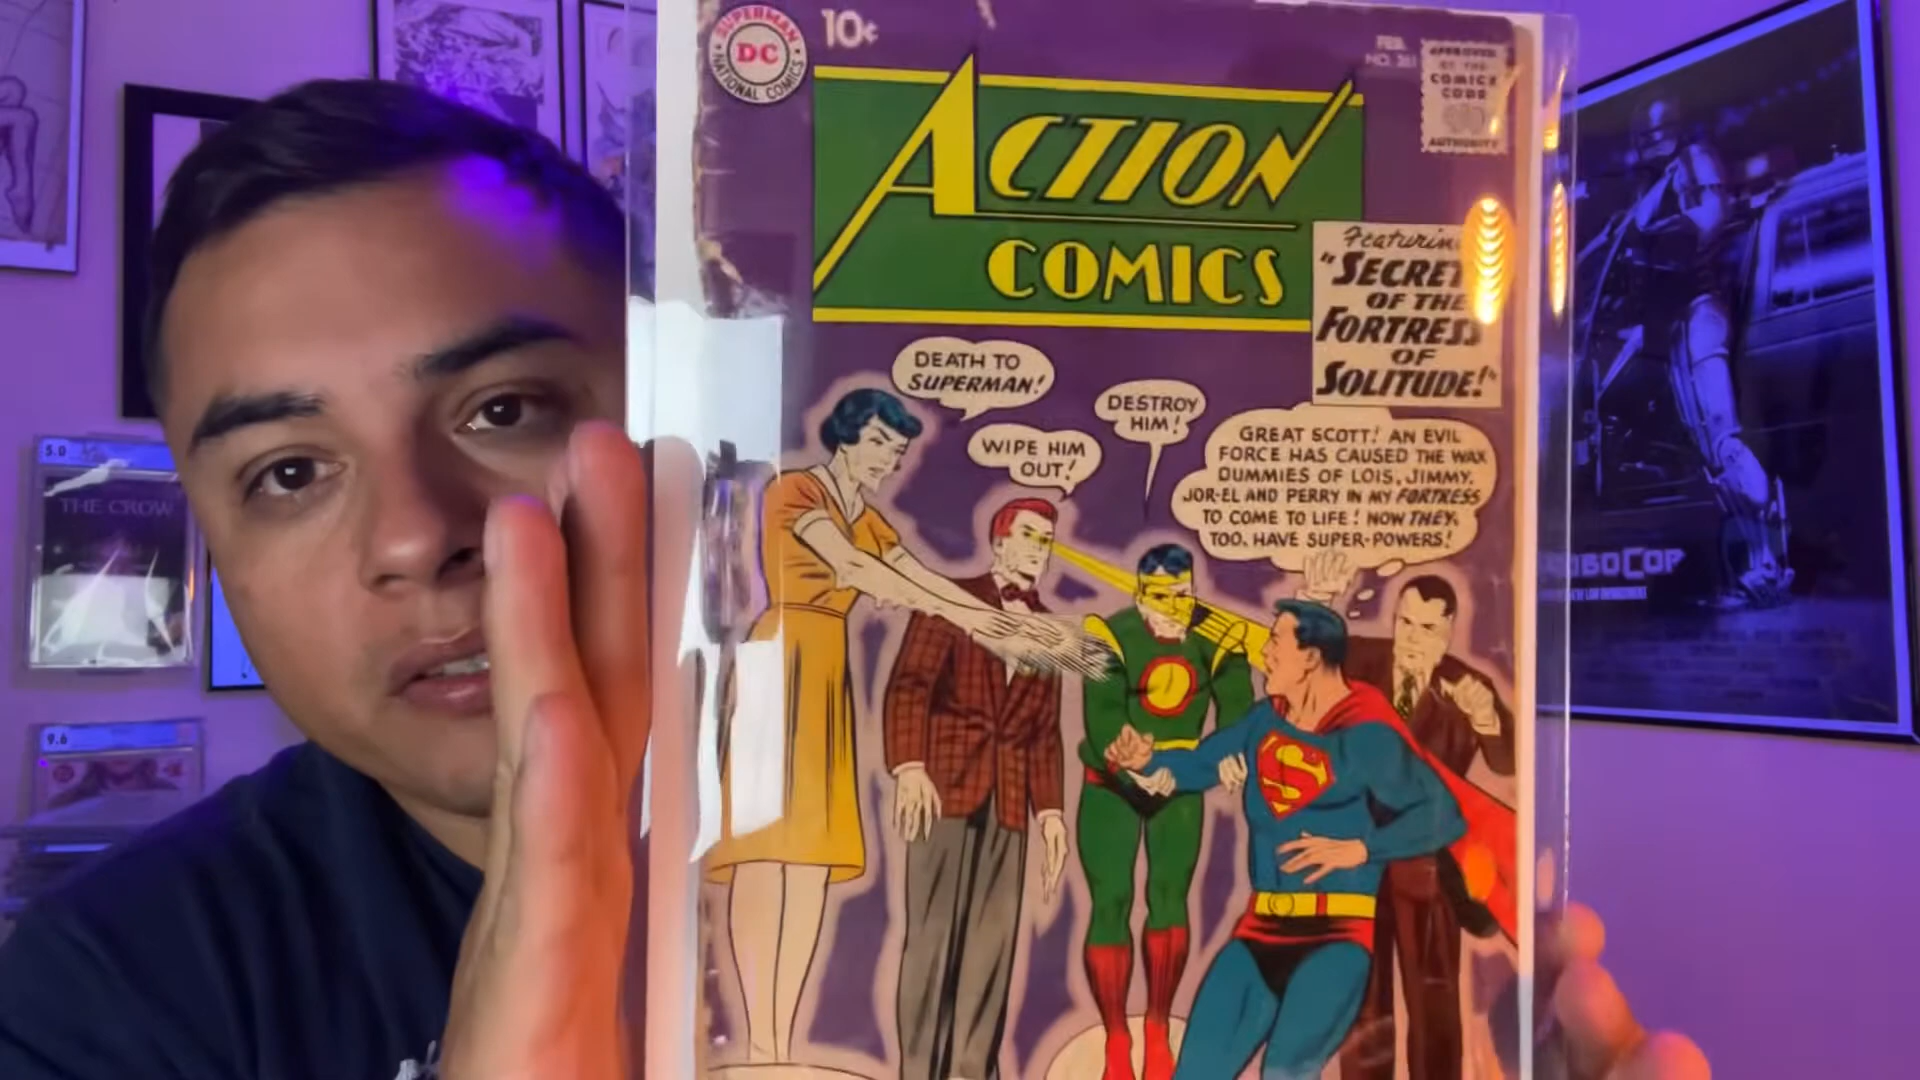 SUPERMAN
DC
NATIONAL COMICS
10¢
FEB.
APPROVED
BY THE
COMICS
CODE
AUTHORITY
ACTION
COMICS
"SECRET
OF THE
FORTRESS
OF
SOLITUDE!"
DEATH TO
SUPERMAN!
WIPE HIM
OUT!
DESTROY
HIM!
GREAT SCOTT! AN EVIL
FORCE HAS CAUSED THE WAX
DUMMIES OF LOIS, JIMMY,
JOR-EL AND PERRY IN MY FORTRESS
TO COME TO LIFE! NOW THEY,
TOO, HAVE SUPER-POWERS!
5.0
THE CROW
9.6